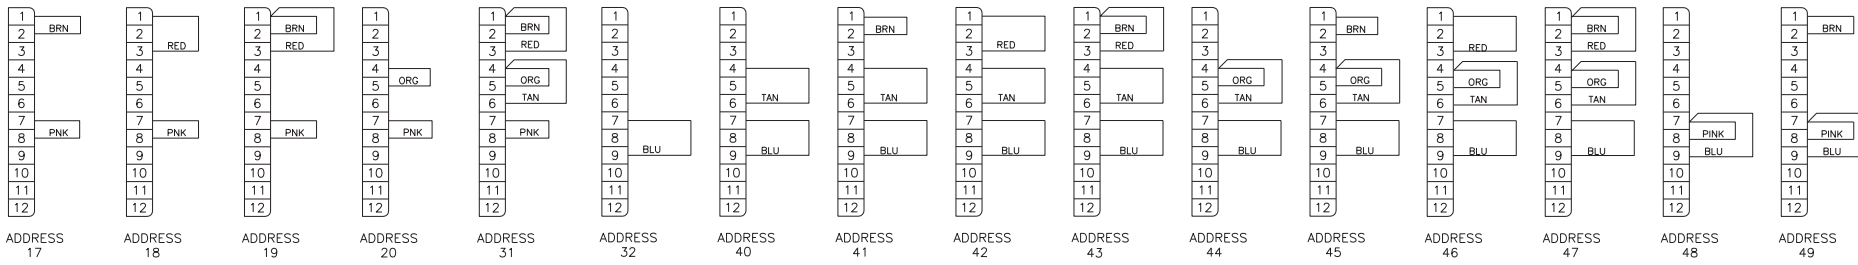 1 2 3 4 5 6 7 8 9 10 11 12
BRN
PNK
ADDRESS
17
1 2 3 4 5 6 7 8 9 10 11 12
RED
PNK
ADDRESS
18
1 2 3 4 5 6 7 8 9 10 11 12
BRN
RED
PNK
ADDRESS
19
1 2 3 4 5 6 7 8 9 10 11 12
ORG
PNK
ADDRESS
20
1 2 3 4 5 6 7 8 9 10 11 12
BRN
RED
ORG
TAN
PNK
ADDRESS
31
1 2 3 4 5 6 7 8 9 10 11 12
BLU
ADDRESS
32
1 2 3 4 5 6 7 8 9 10 11 12
TAN
BLU
ADDRESS
40
1 2 3 4 5 6 7 8 9 10 11 12
BRN
TAN
BLU
ADDRESS
41
1 2 3 4 5 6 7 8 9 10 11 12
RED
TAN
BLU
ADDRESS
42
1 2 3 4 5 6 7 8 9 10 11 12
BRN
RED
TAN
BLU
ADDRESS
43
1 2 3 4 5 6 7 8 9 10 11 12
ORG
TAN
BLU
ADDRESS
44
1 2 3 4 5 6 7 8 9 10 11 12
BRN
ORG
TAN
BLU
ADDRESS
45
1 2 3 4 5 6 7 8 9 10 11 12
RED
ORG
TAN
BLU
ADDRESS
46
1 2 3 4 5 6 7 8 9 10 11 12
BRN
RED
ORG
TAN
BLU
ADDRESS
47
1 2 3 4 5 6 7 8 9 10 11 12
PINK
BLU
ADDRESS
48
1 2 3 4 5 6 7 8 9 10 11 12
BRN
PINK
BLU
ADDRESS
49